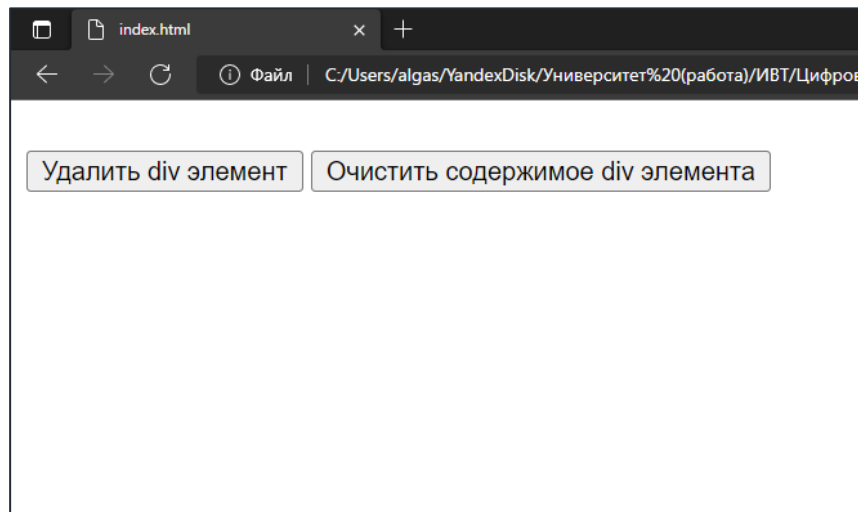 index.html
Файл C:/Users/algas/YandexDisk/Университет%20(работа)/ИВТ/Цифров
Удалить div элемент Очистить содержимое div элемента